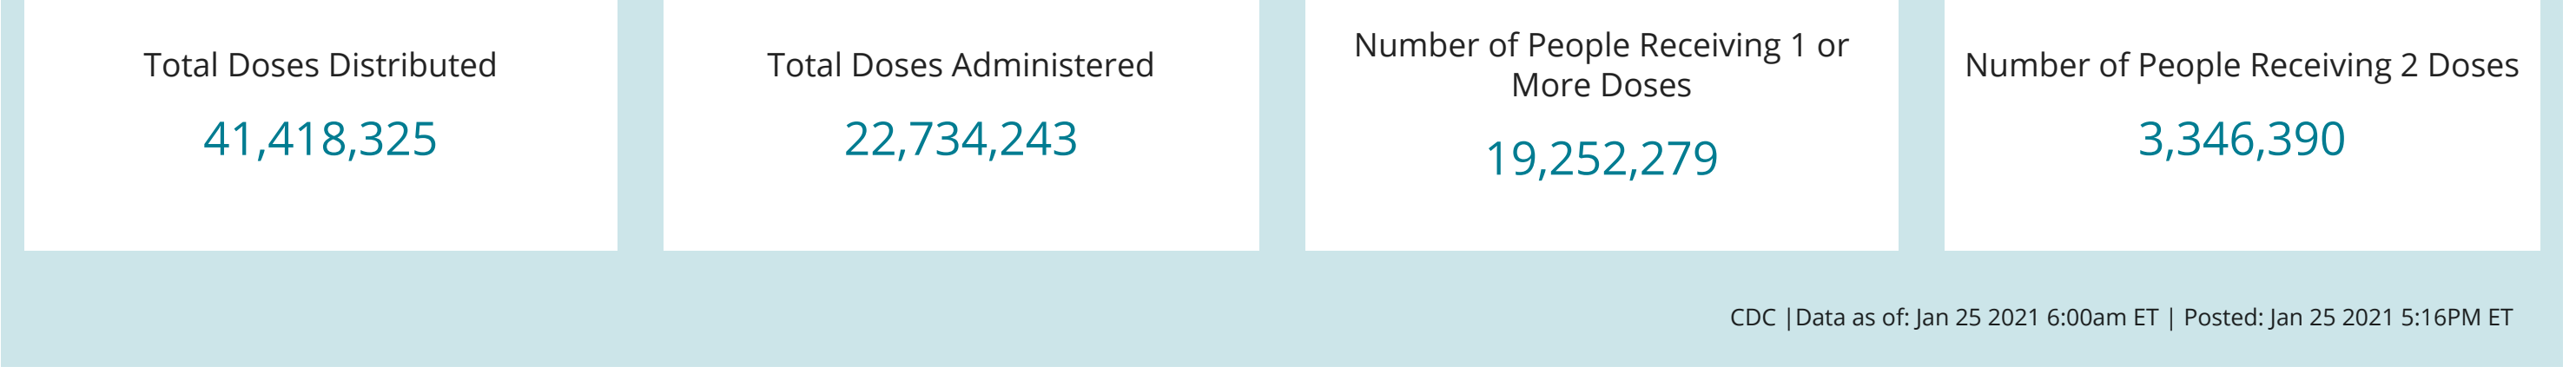 Total Doses Distributed
41,418,325
Total Doses Administered
22,734,243
Number of People Receiving 1 or
More Doses
19,252,279
Number of People Receiving 2 Doses
3,346,390
CDC |Data as of: Jan 25 2021 6:00am ET | Posted: Jan 25 2021 5:16PM ET